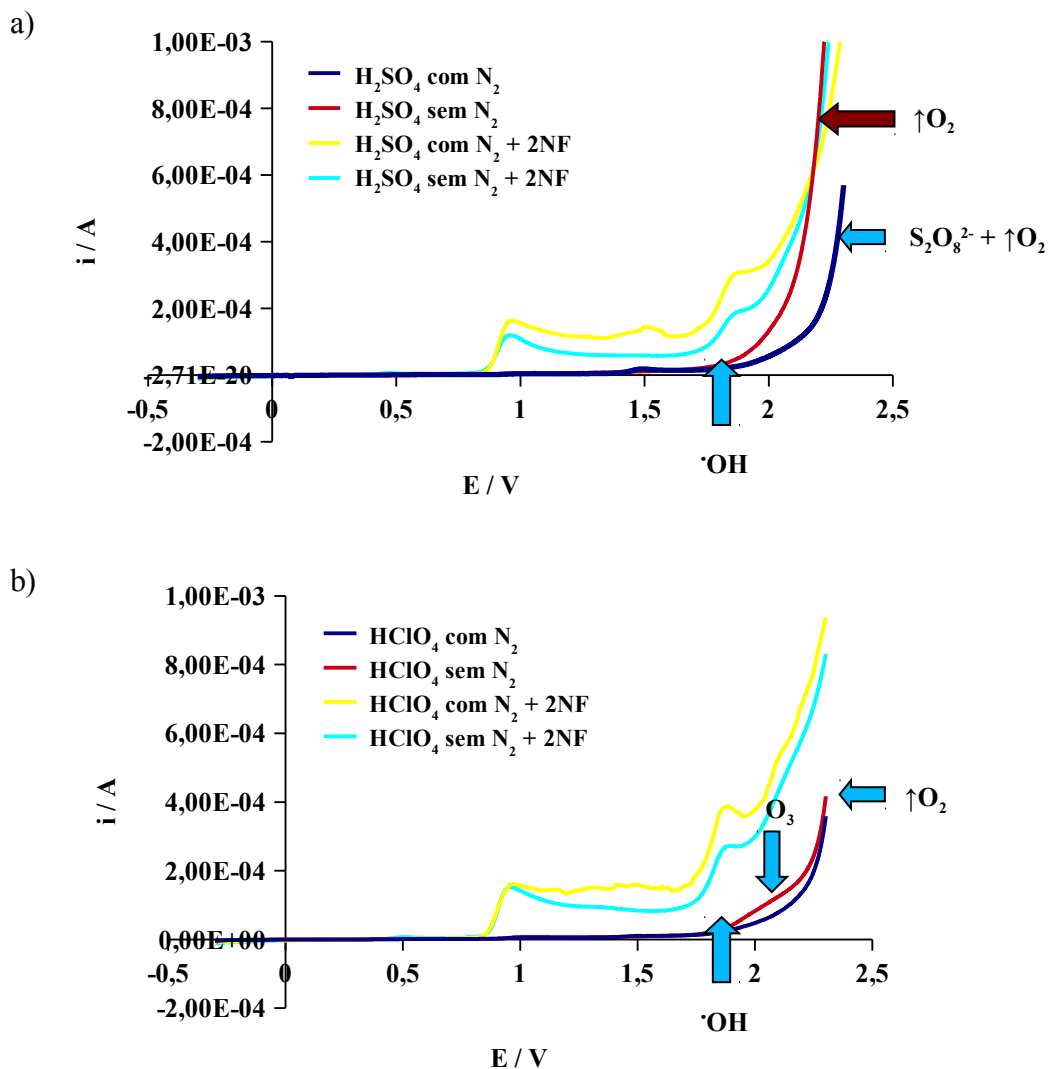 a)
1,00E-03
8,00E-04
6,00E-04
4,00E-04
2,00E-04
-2,71E-20
-2,00E-04
i / A
H₂SO₄ com N₂
H₂SO₄ sem N₂
H₂SO₄ com N₂ + 2NF
H₂SO₄ sem N₂ + 2NF
↑O₂
S₂O₈²⁻ + ↑O₂
-0,5 0 0,5 1 1,5 2 2,5
˙OH
E / V
b)
1,00E-03
8,00E-04
6,00E-04
4,00E-04
2,00E-04
0,00E+00
-2,00E-04
i / A
HClO₄ com N₂
HClO₄ sem N₂
HClO₄ com N₂ + 2NF
HClO₄ sem N₂ + 2NF
O₃
↑O₂
-0,5 0 0,5 1 1,5 2 2,5
˙OH
E / V